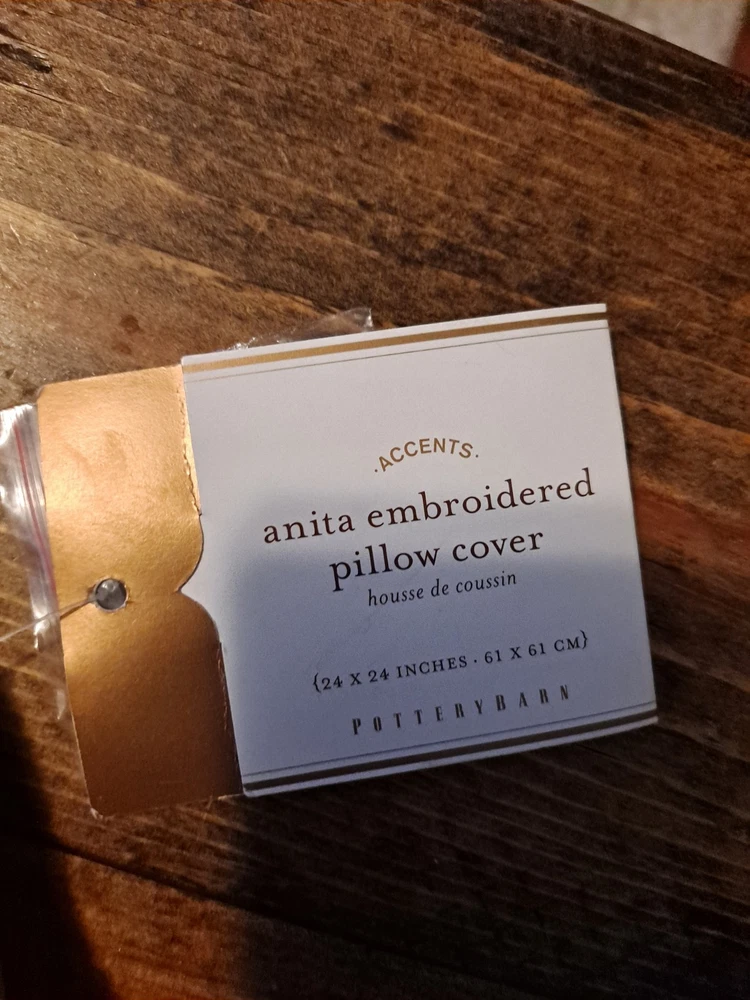 ·ACCENTS·
anita embroidered
pillow cover
housse de coussin
{24 X 24 INCHES · 61 X 61 CM}
POTTERYBARN